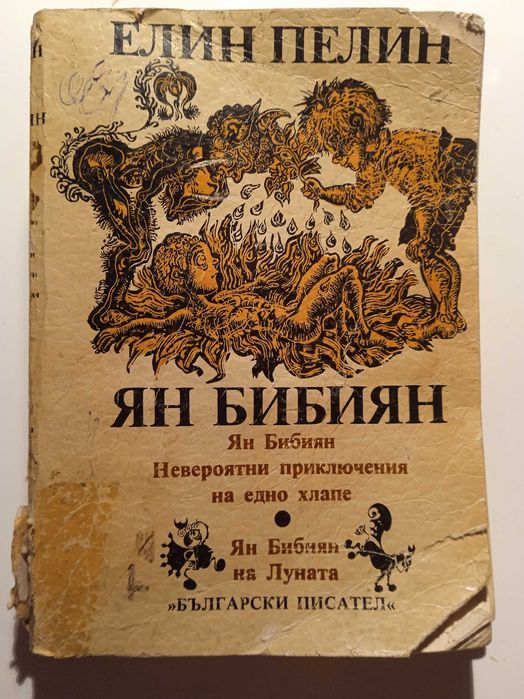 ЕЛИН ПЕЛИН
ЯН БИБИЯН
Ян Бибиян
Невероятни приключения
на едно хлапе
Ян Бибиян
на Луната
»БЪЛГАРСКИ ПИСАТЕЛ«